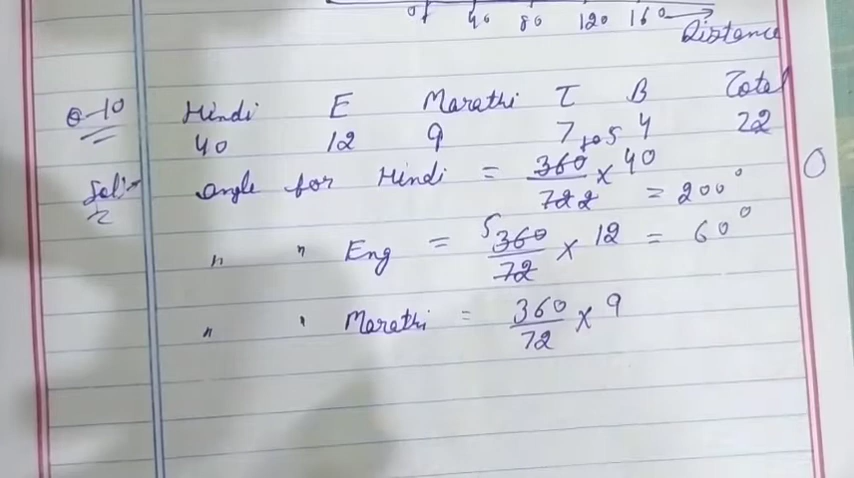 0 40 80 120 160
Distance
Q-10 Hindi E Marathi T B Total
40 12 9 7 4 72
Sol:- angle for Hindi = 360/72 × 40 = 200°
" " Eng = 360/72 × 12 = 60°
" " Marathi = 360/72 × 9